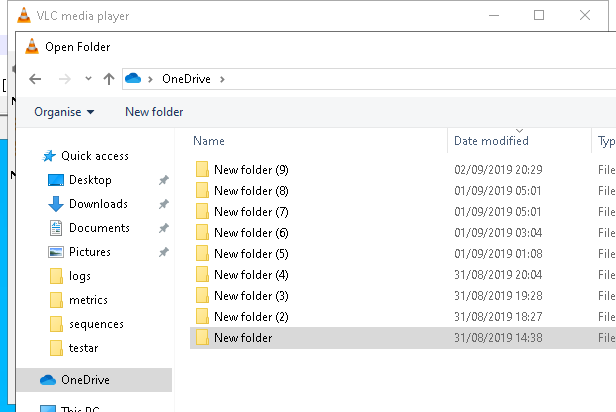 VLC media player
Open Folder
OneDrive
Organise New folder
Name Date modified Typ
Quick access
Desktop
Downloads
Documents
Pictures
logs
metrics
sequences
testar
OneDrive
This PC
New folder (9) 02/09/2019 20:29 File
New folder (8) 01/09/2019 05:01 File
New folder (7) 01/09/2019 05:01 File
New folder (6) 01/09/2019 03:04 File
New folder (5) 01/09/2019 01:08 File
New folder (4) 31/08/2019 20:04 File
New folder (3) 31/08/2019 19:28 File
New folder (2) 31/08/2019 18:27 File
New folder 31/08/2019 14:38 File